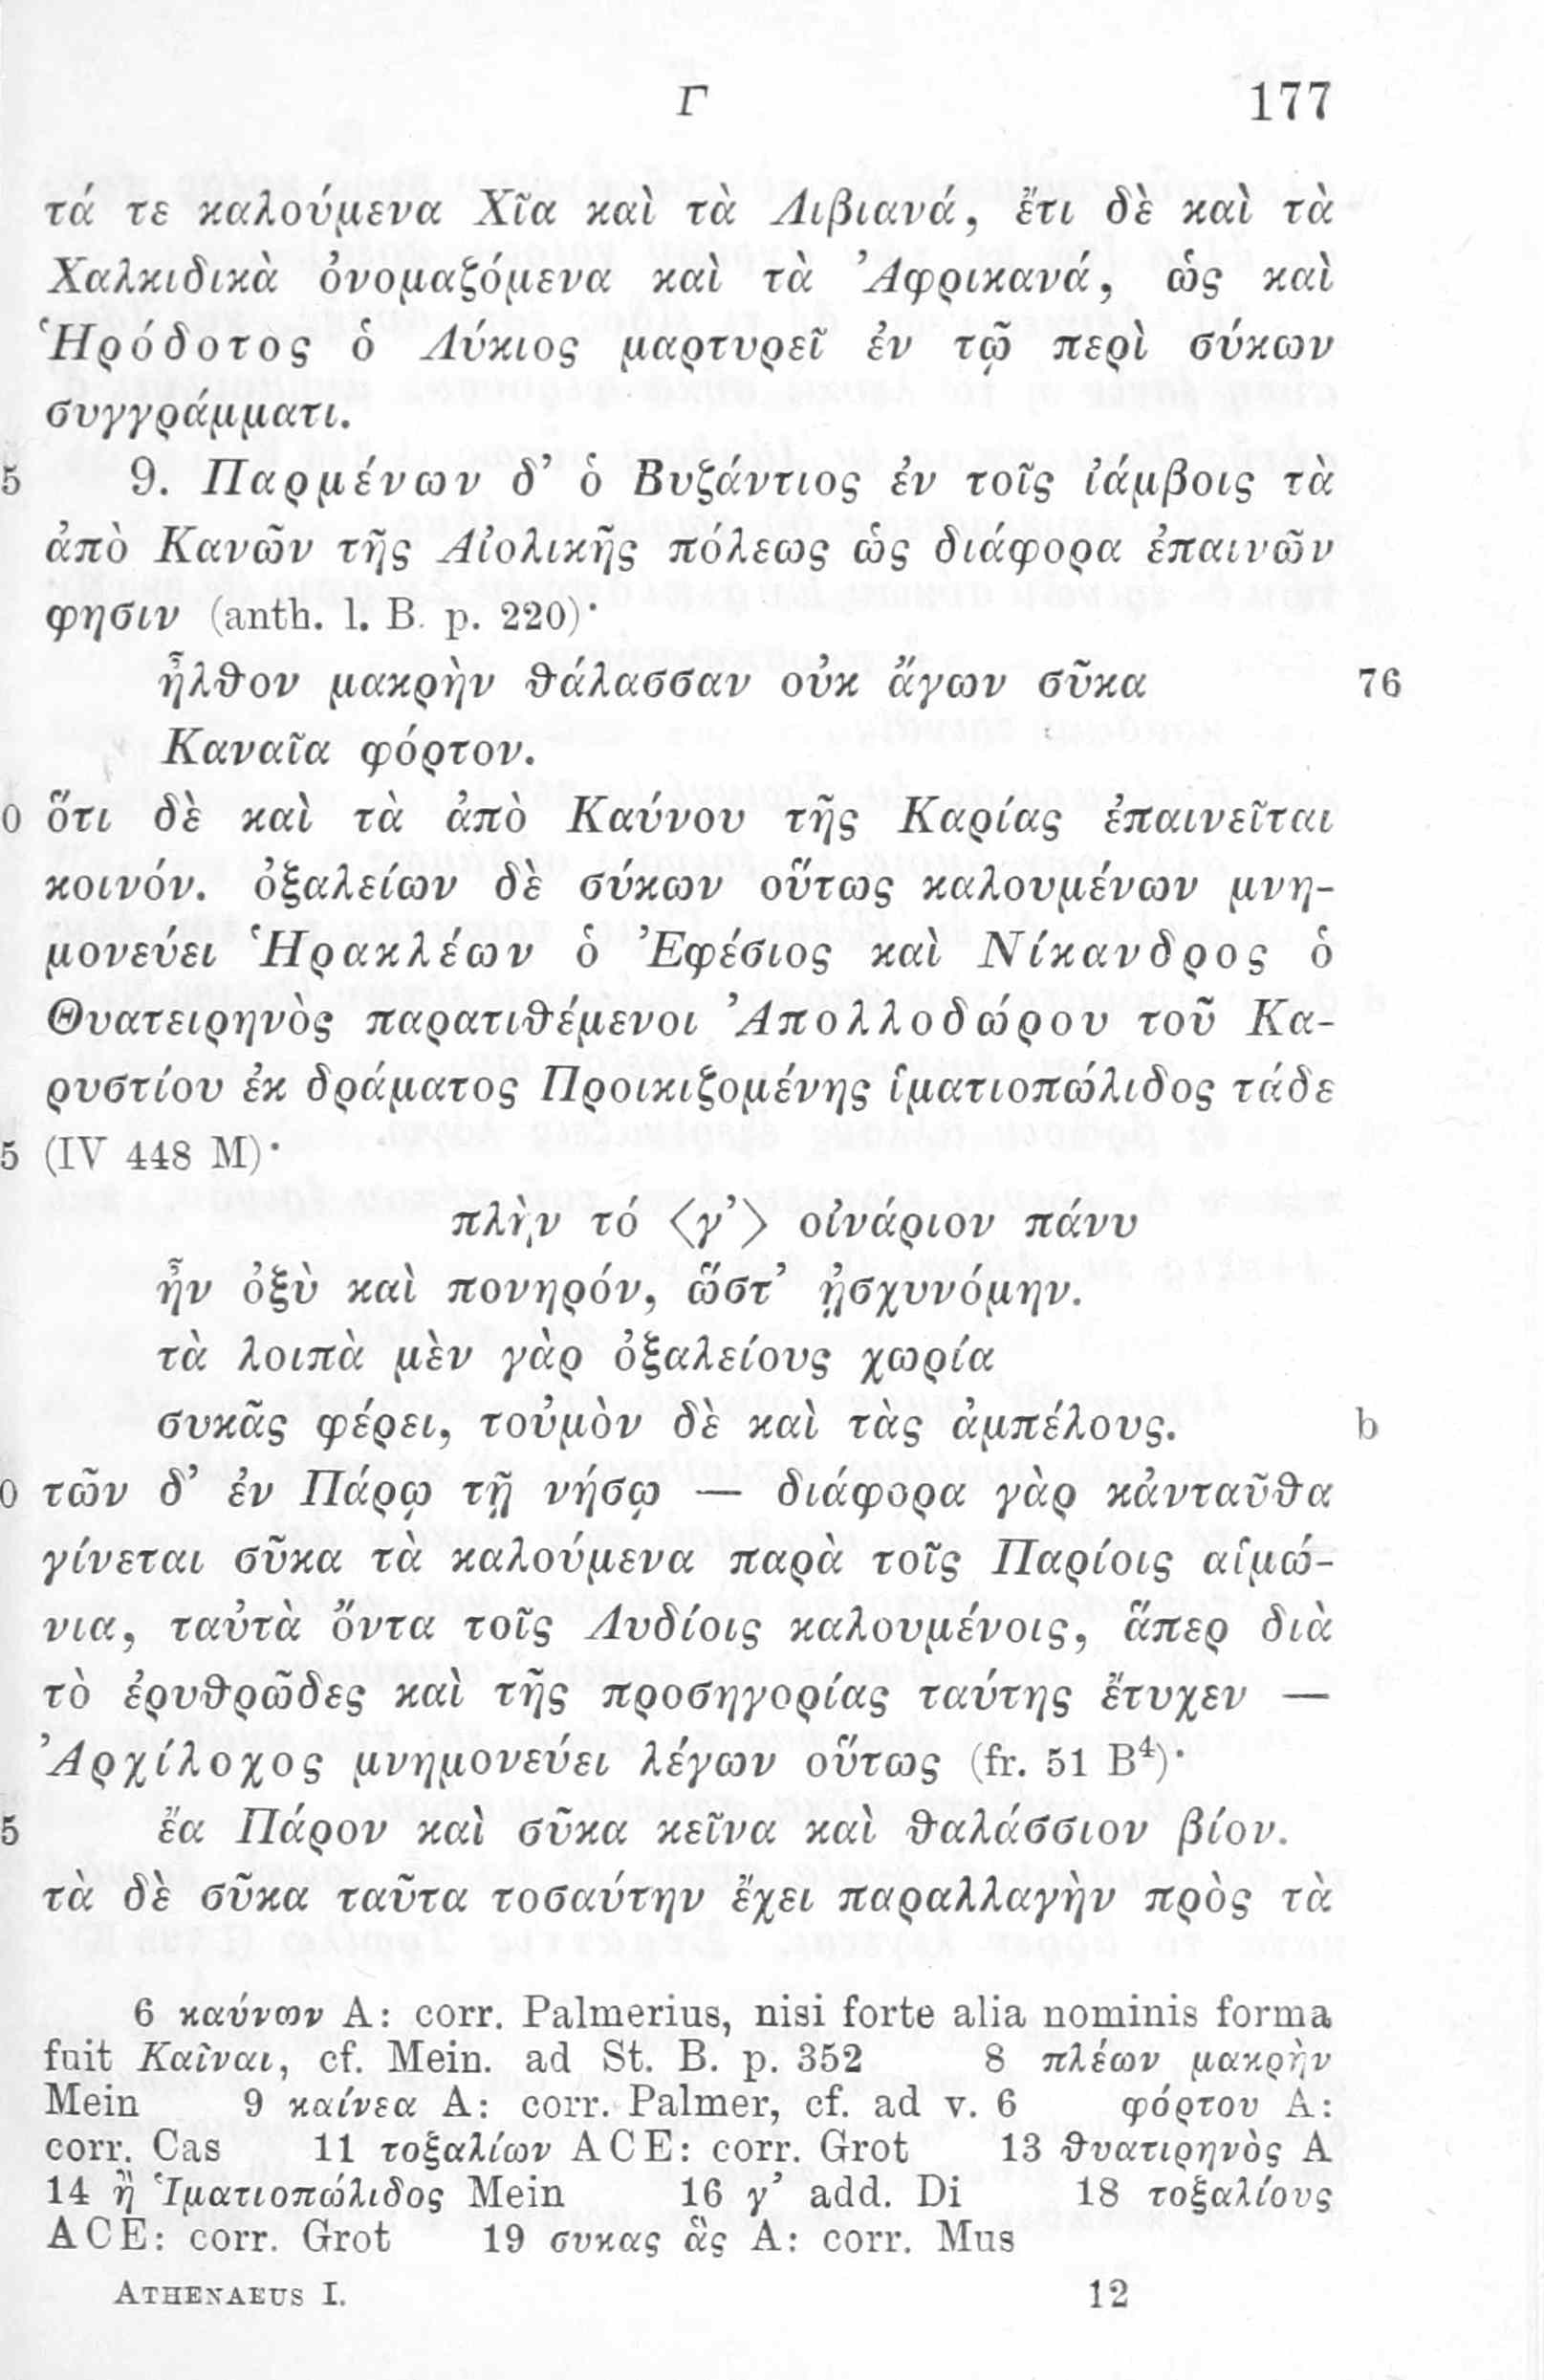 Γ 177
τά τε καλούμενα Χῖα καὶ τὰ Λιβιανά, ἔτι δὲ καὶ τὰ
Χαλκιδικὰ ὀνομαζόμενα καὶ τὰ Ἀφρικανά, ὡς καὶ
Ἡρόδοτος ὁ Λύκιος μαρτυρεῖ ἐν τῷ περὶ σύκων
συγγράμματι.
5 9. Παρμένων δ’ ὁ Βυζάντιος ἐν τοῖς ἰάμβοις τὰ
ἀπὸ Κανῶν τῆς Αἰολικῆς πόλεως ὡς διάφορα ἐπαινῶν
φησιν (anth. l. B. p. 220)·
ἦλθον μακρὴν θάλασσαν οὐκ ἄγων σῦκα 76
Καναῖα φόρτον.
0 ὅτι δὲ καὶ τὰ ἀπὸ Καύνου τῆς Καρίας ἐπαινεῖται
κοινόν. ὀξαλείων δὲ σύκων οὕτως καλουμένων μνη-
μονεύει Ἡρακλέων ὁ Ἐφέσιος καὶ Νίκανδρος ὁ
Θυατειρηνὸς παρατιθέμενοι Ἀπολλοδώρου τοῦ Κα-
ρυστίου ἐκ δράματος Προικιζομένης ἱματιοπώλιδος τάδε
5 (IV 448 M)·
πλὴν τό ⟨γ’⟩ οἰνάριον πάνυ
ἦν ὀξὺ καὶ πονηρόν, ὥστ’ ᾐσχυνόμην.
τὰ λοιπὰ μὲν γὰρ ὀξαλείους χωρία
συκᾶς φέρει, τοὐμὸν δὲ καὶ τὰς ἀμπέλους. b
0 τῶν δ’ ἐν Πάρῳ τῇ νήσῳ — διάφορα γὰρ κἀνταῦθα
γίνεται σῦκα τὰ καλούμενα παρὰ τοῖς Παρίοις αἱμώ-
νια, ταὐτὰ ὄντα τοῖς Λυδίοις καλουμένοις, ἅπερ διὰ
τὸ ἐρυθρῶδες καὶ τῆς προσηγορίας ταύτης ἔτυχεν —
Ἀρχίλοχος μνημονεύει λέγων οὕτως (fr. 51 B⁴)·
5 ἔα Πάρον καὶ σῦκα κεῖνα καὶ θαλάσσιον βίον.
τὰ δὲ σῦκα ταῦτα τοσαύτην ἔχει παραλλαγὴν πρὸς τὰ
6 καύνων A: corr. Palmerius, nisi forte alia nominis forma
fuit Καῖναι, cf. Mein. ad St. B. p. 352 8 πλέων μακρὴν
Mein 9 καίνεα A: corr. Palmer, cf. ad v. 6 φόρτου A:
corr. Cas 11 τοξαλίων ACE: corr. Grot 13 θυατιρηνὸς A
14 ἢ Ἱματιοπώλιδος Mein 16 γ’ add. Di 18 τοξαλίους
ACE: corr. Grot 19 συκας ἃς A: corr. Mus
ATHENAEUS I. 12